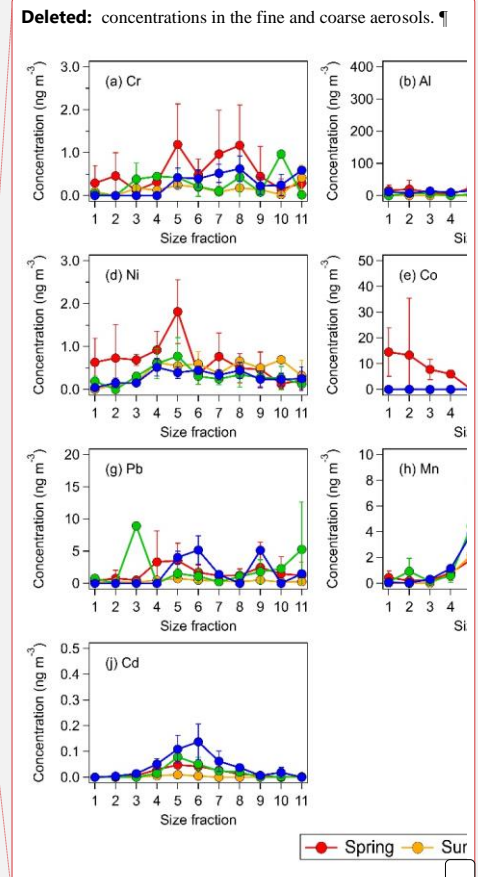 Deleted: concentrations in the fine and coarse aerosols. ¶
3.0
2.0
1.0
0.0
(a) Cr
Concentration (ng m⁻³)
1 2 3 4 5 6 7 8 9 10 11
Size fraction
400
300
200
100
0
(b) Al
Concentration (ng m⁻³)
1 2 3 4
Si
3.0
2.0
1.0
0.0
(d) Ni
Concentration (ng m⁻³)
1 2 3 4 5 6 7 8 9 10 11
Size fraction
50
40
30
20
10
0
(e) Co
Concentration (ng m⁻³)
1 2 3 4
Si
20
15
10
5
0
(g) Pb
Concentration (ng m⁻³)
1 2 3 4 5 6 7 8 9 10 11
Size fraction
10
8
6
4
2
0
(h) Mn
Concentration (ng m⁻³)
1 2 3 4
Si
0.5
0.4
0.3
0.2
0.1
0.0
(j) Cd
Concentration (ng m⁻³)
1 2 3 4 5 6 7 8 9 10 11
Size fraction
Spring Sur